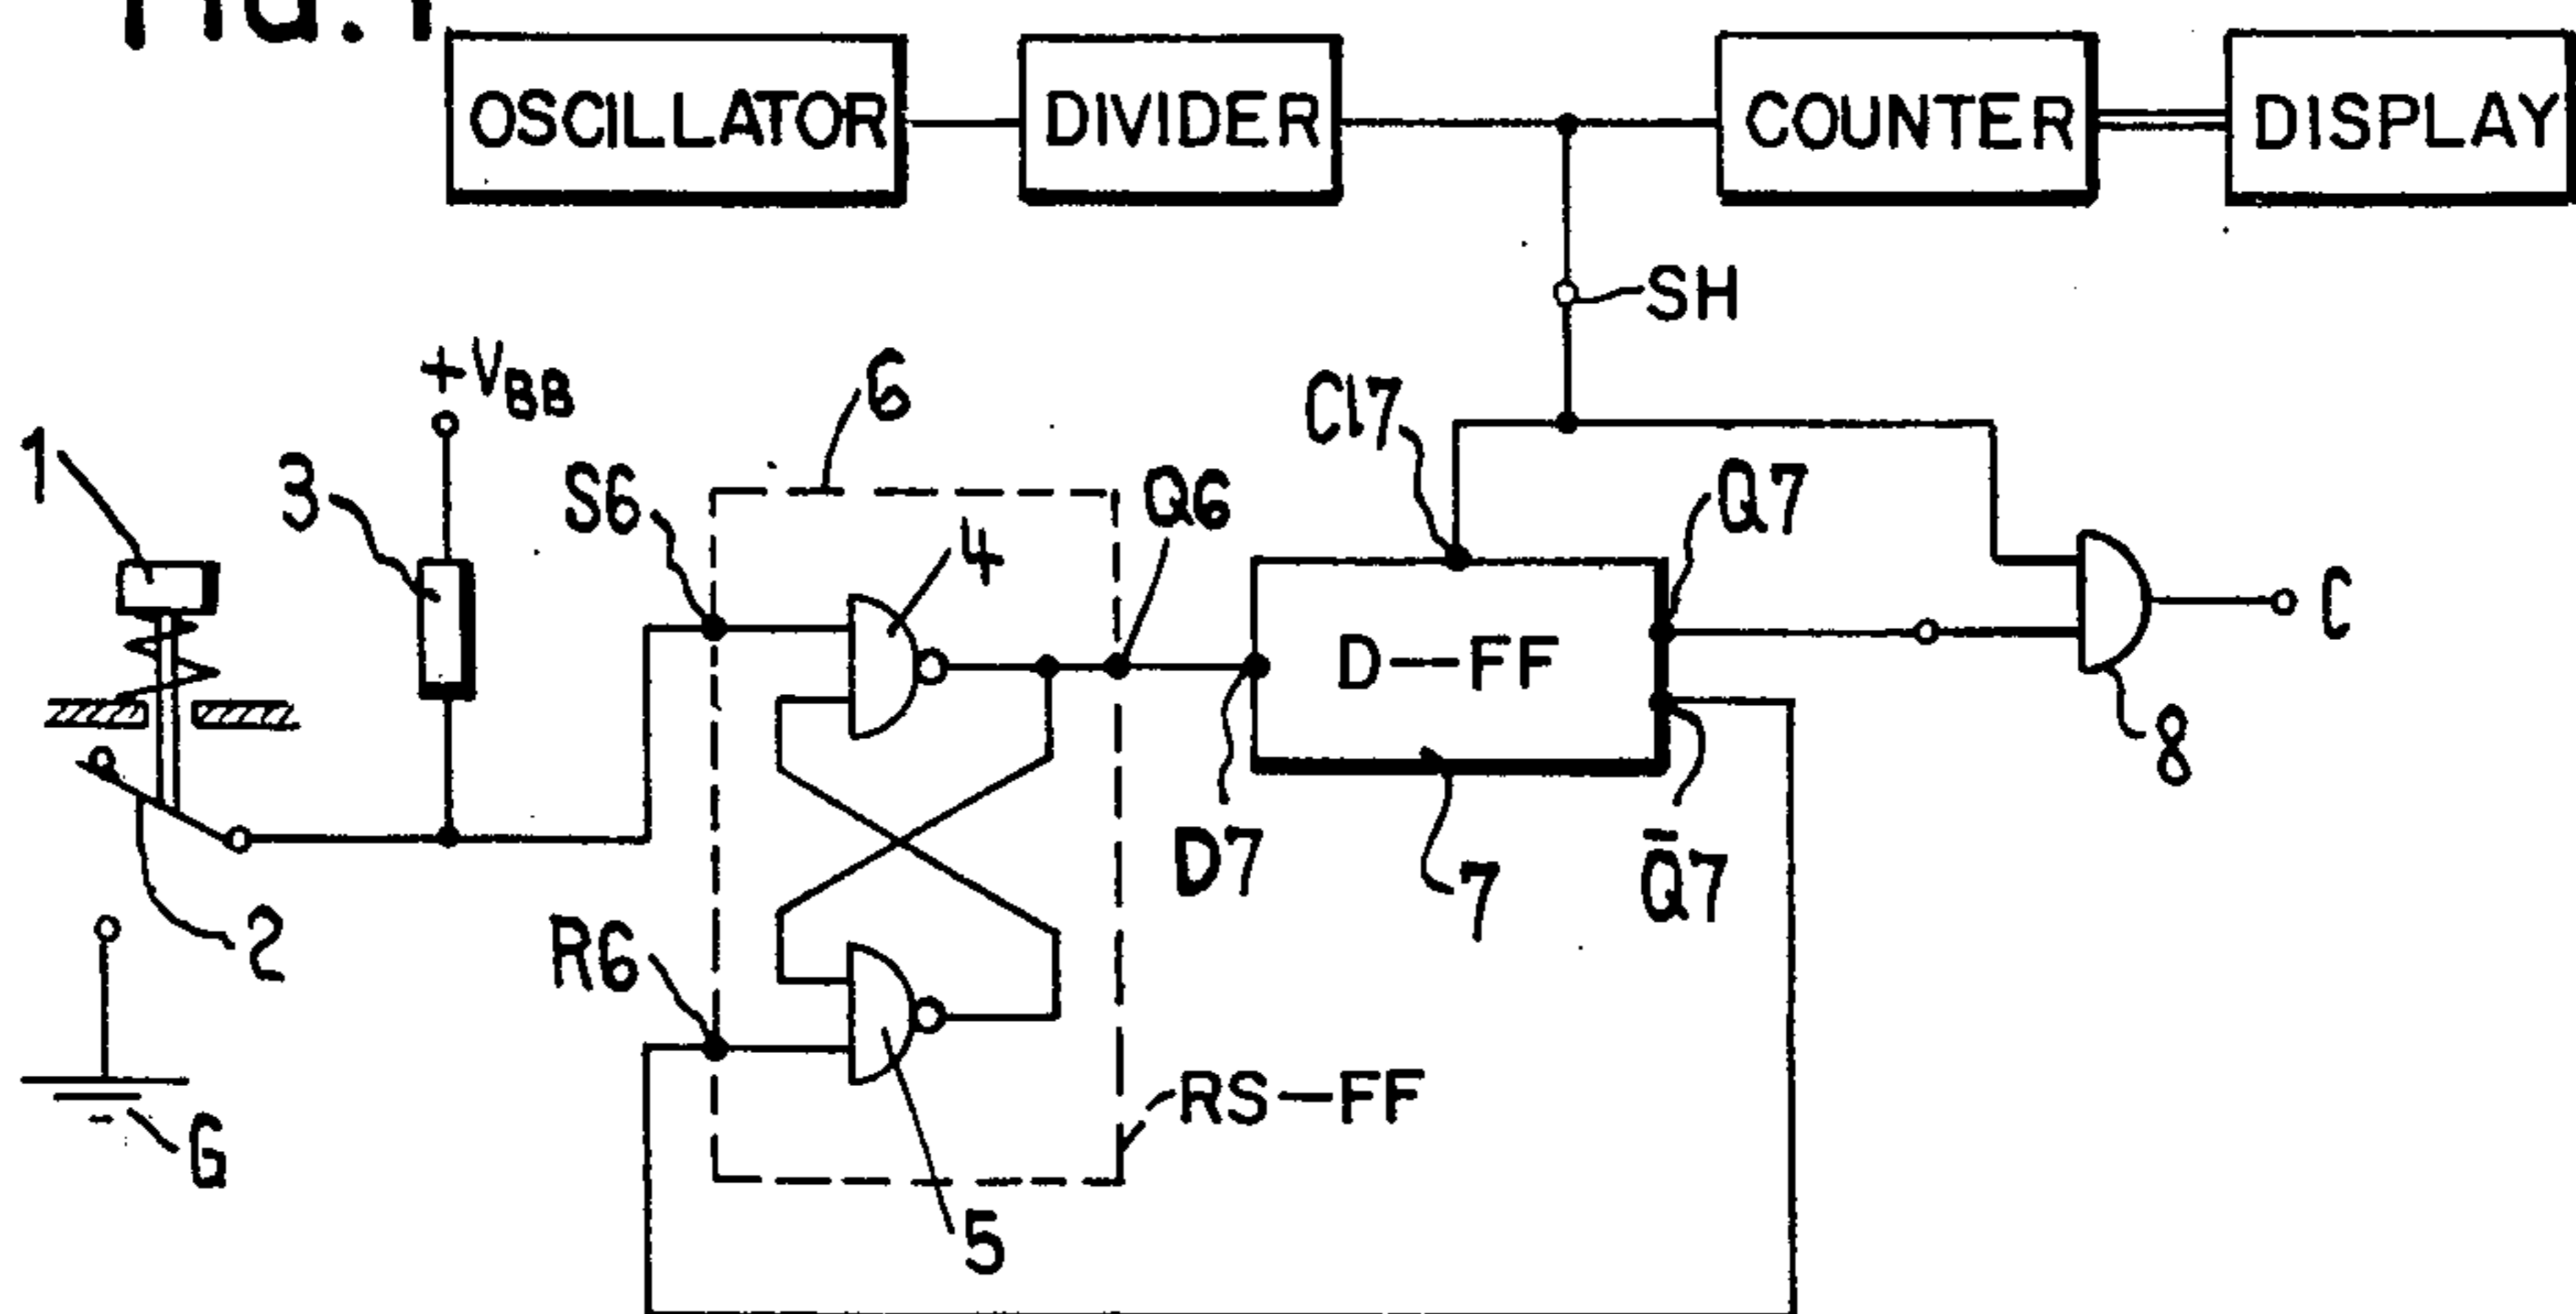 FIG. 1
OSCILLATOR
DIVIDER
COUNTER
DISPLAY
SH
+VBB
6
Cl7
1
3
S6
Q6
Q7
4
C
D-FF
8
D7
Q̄7
7
2
R6
RS-FF
G
5